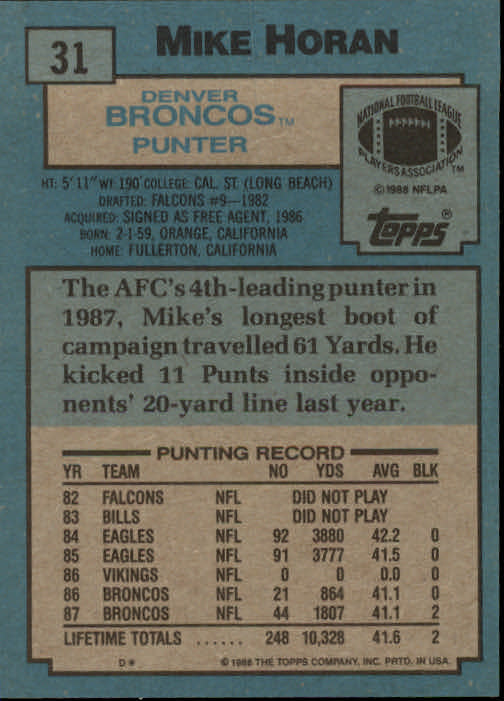 31
MIKE HORAN
DENVER
BRONCOS TM
PUNTER
NATIONAL FOOTBALL LEAGUE
PLAYERS ASSOCIATION TM
© 1988 NFLPA
topps®
HT: 5'11" WT: 190' COLLEGE: CAL. ST. (LONG BEACH)
DRAFTED: FALCONS #9—1982
ACQUIRED: SIGNED AS FREE AGENT, 1986
BORN: 2-1-59, ORANGE, CALIFORNIA
HOME: FULLERTON, CALIFORNIA
The AFC's 4th-leading punter in
1987, Mike's longest boot of
campaign travelled 61 Yards. He
kicked 11 Punts inside oppo-
nents' 20-yard line last year.
PUNTING RECORD
YR TEAM NO YDS AVG BLK
82 FALCONS NFL DID NOT PLAY
83 BILLS NFL DID NOT PLAY
84 EAGLES NFL 92 3880 42.2 0
85 EAGLES NFL 91 3777 41.5 0
86 VIKINGS NFL 0 0 0.0 0
86 BRONCOS NFL 21 864 41.1 0
87 BRONCOS NFL 44 1807 41.1 2
LIFETIME TOTALS ...... 248 10,328 41.6 2
D* © 1988 THE TOPPS COMPANY, INC. PRTD. IN USA.